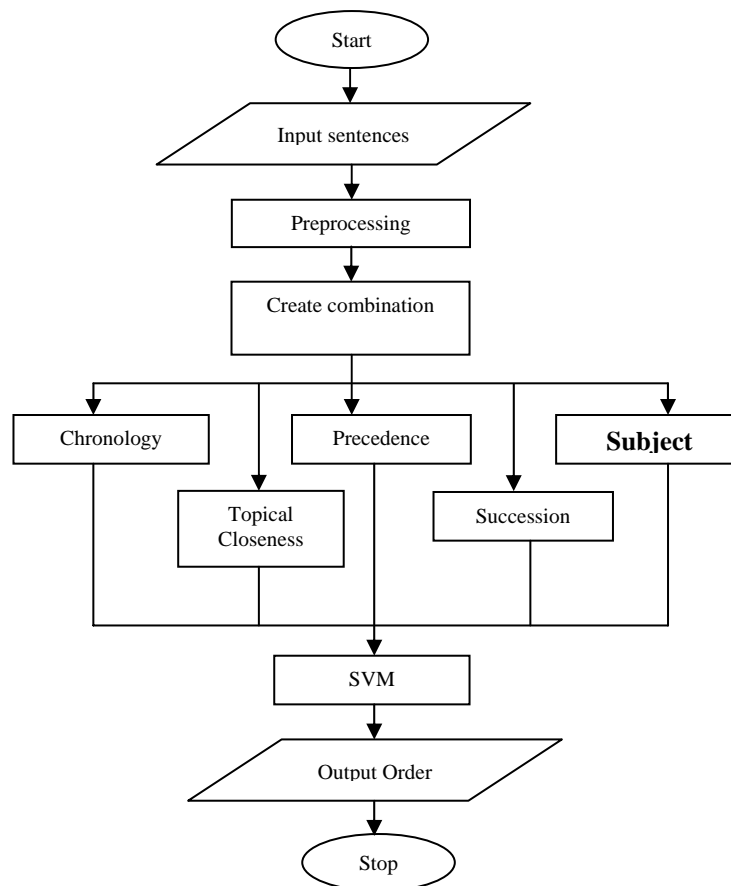 Start
Input sentences
Preprocessing
Create combination
Chronology
Precedence
Subject
Topical
Closeness
Succession
SVM
Output Order
Stop